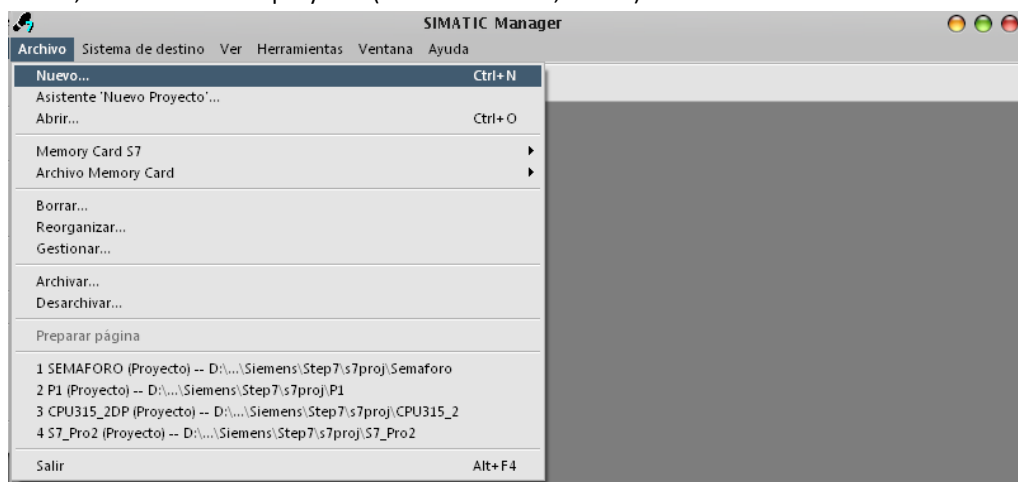 SIMATIC Manager
Archivo Sistema de destino Ver Herramientas Ventana Ayuda
Nuevo... Ctrl+N
Asistente 'Nuevo Proyecto'...
Abrir... Ctrl+O
Memory Card S7
Archivo Memory Card
Borrar...
Reorganizar...
Gestionar...
Archivar...
Desarchivar...
Preparar página
1 SEMAFORO (Proyecto) -- D:\...\Siemens\Step7\s7proj\Semaforo
2 P1 (Proyecto) -- D:\...\Siemens\Step7\s7proj\P1
3 CPU315_2DP (Proyecto) -- D:\...\Siemens\Step7\s7proj\CPU315_2
4 S7_Pro2 (Proyecto) -- D:\...\Siemens\Step7\s7proj\S7_Pro2
Salir Alt+F4